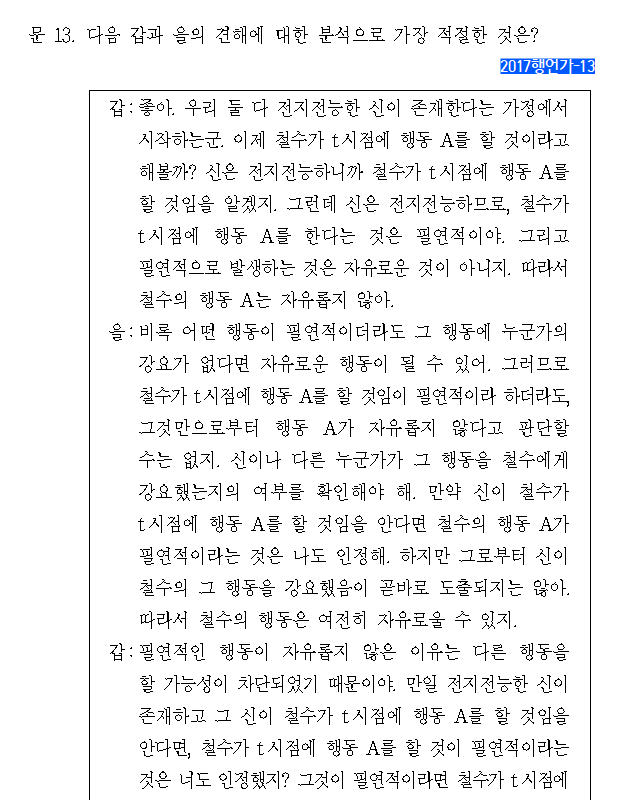 문 13. 다음 갑과 을의 견해에 대한 분석으로 가장 적절한 것은?
2017행언가-13
갑: 좋아. 우리 둘 다 전지전능한 신이 존재한다는 가정에서
시작하는군. 이제 철수가 t시점에 행동 A를 할 것이라고
해볼까? 신은 전지전능하니까 철수가 t시점에 행동 A를
할 것임을 알겠지. 그런데 신은 전지전능하므로, 철수가
t시점에 행동 A를 한다는 것은 필연적이야. 그리고
필연적으로 발생하는 것은 자유로운 것이 아니지. 따라서
철수의 행동 A는 자유롭지 않아.
을: 비록 어떤 행동이 필연적이더라도 그 행동에 누군가의
강요가 없다면 자유로운 행동이 될 수 있어. 그러므로
철수가 t시점에 행동 A를 할 것임이 필연적이라 하더라도,
그것만으로부터 행동 A가 자유롭지 않다고 판단할
수는 없지. 신이나 다른 누군가가 그 행동을 철수에게
강요했는지의 여부를 확인해야 해. 만약 신이 철수가
t시점에 행동 A를 할 것임을 안다면 철수의 행동 A가
필연적이라는 것은 나도 인정해. 하지만 그로부터 신이
철수의 그 행동을 강요했음이 곧바로 도출되지는 않아.
따라서 철수의 행동은 여전히 자유로울 수 있지.
갑: 필연적인 행동이 자유롭지 않은 이유는 다른 행동을
할 가능성이 차단되었기 때문이야. 만일 전지전능한 신이
존재하고 그 신이 철수가 t시점에 행동 A를 할 것임을
안다면, 철수가 t시점에 행동 A를 할 것이 필연적이라는
것은 너도 인정했지? 그것이 필연적이라면 철수가 t시점에